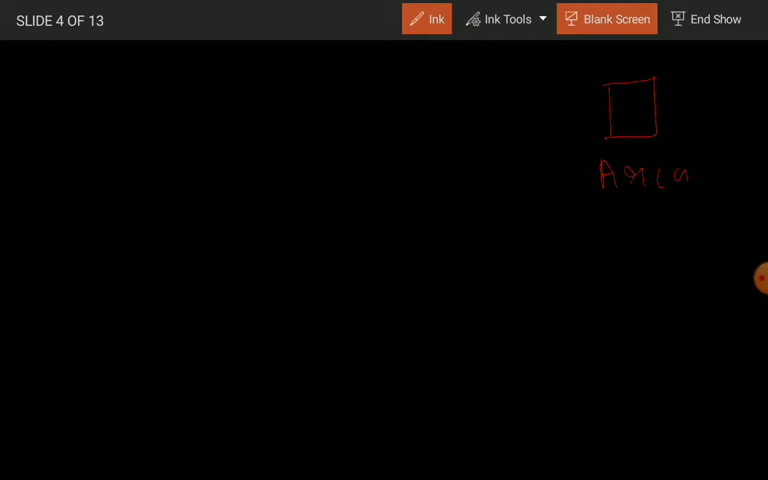 SLIDE 4 OF 13
Ink
Ink Tools
Blank Screen
End Show
Area